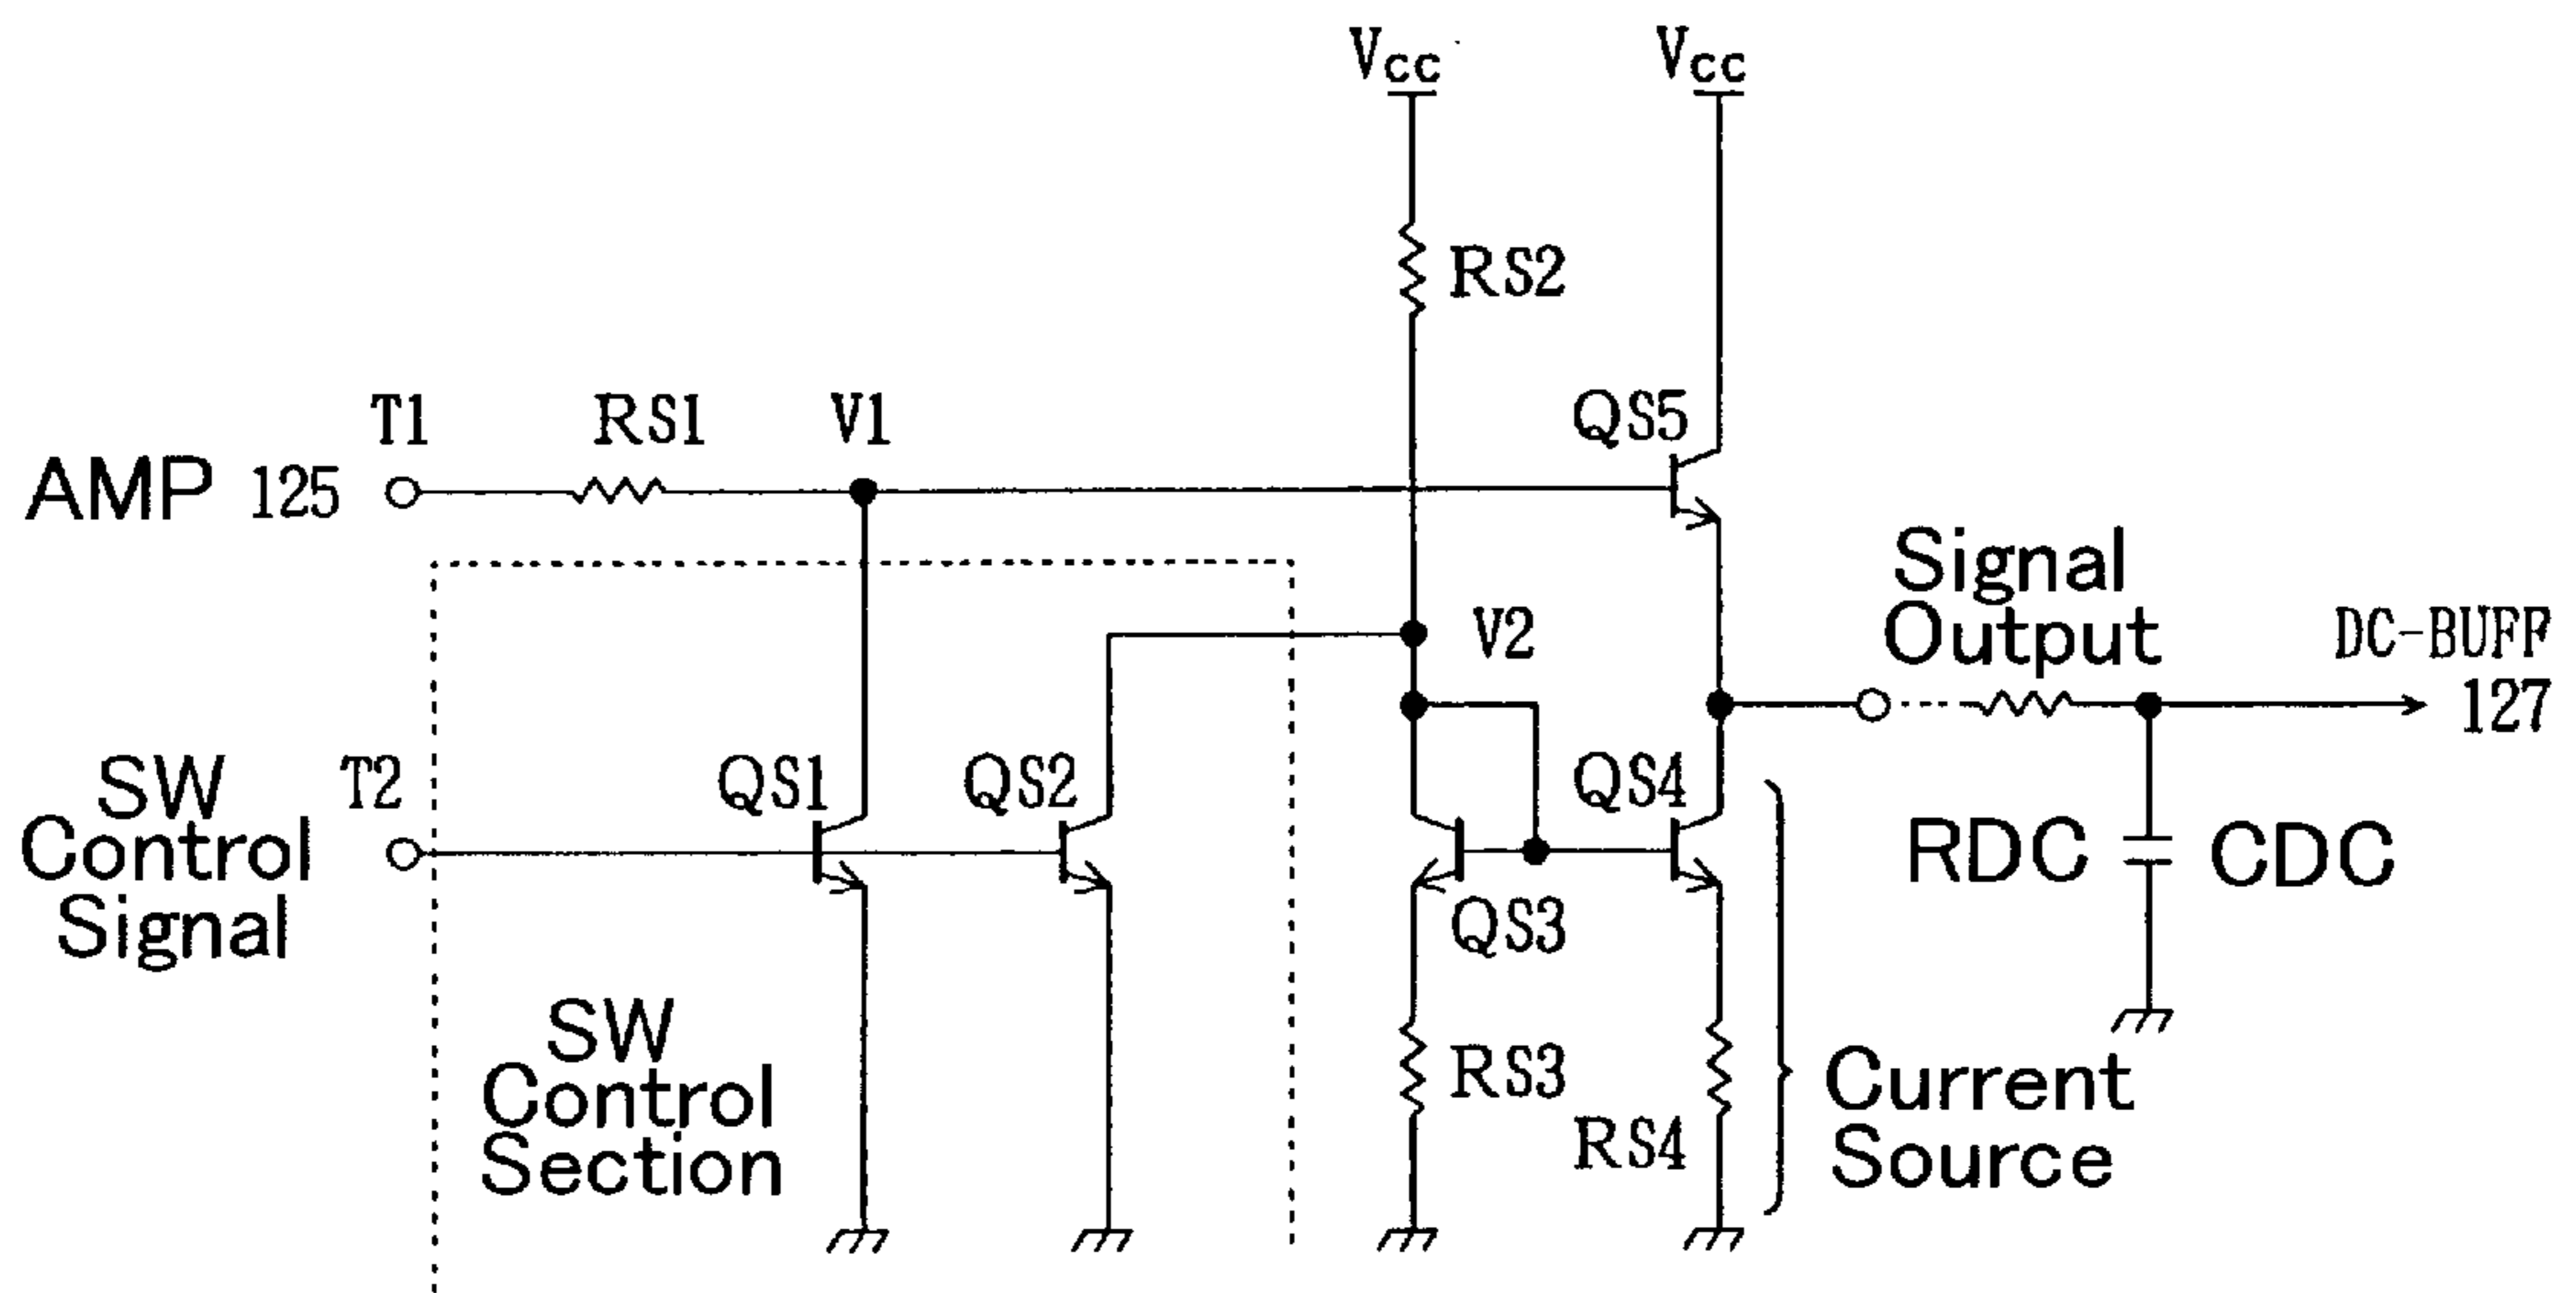 Vcc
Vcc
RS2
T1
RS1
V1
QS5
AMP 125
Signal
Output
V2
DC-BUFF
127
SW
Control
Signal
T2
QS1
QS2
QS4
RDC
CDC
QS3
SW
Control
Section
RS3
RS4
Current
Source